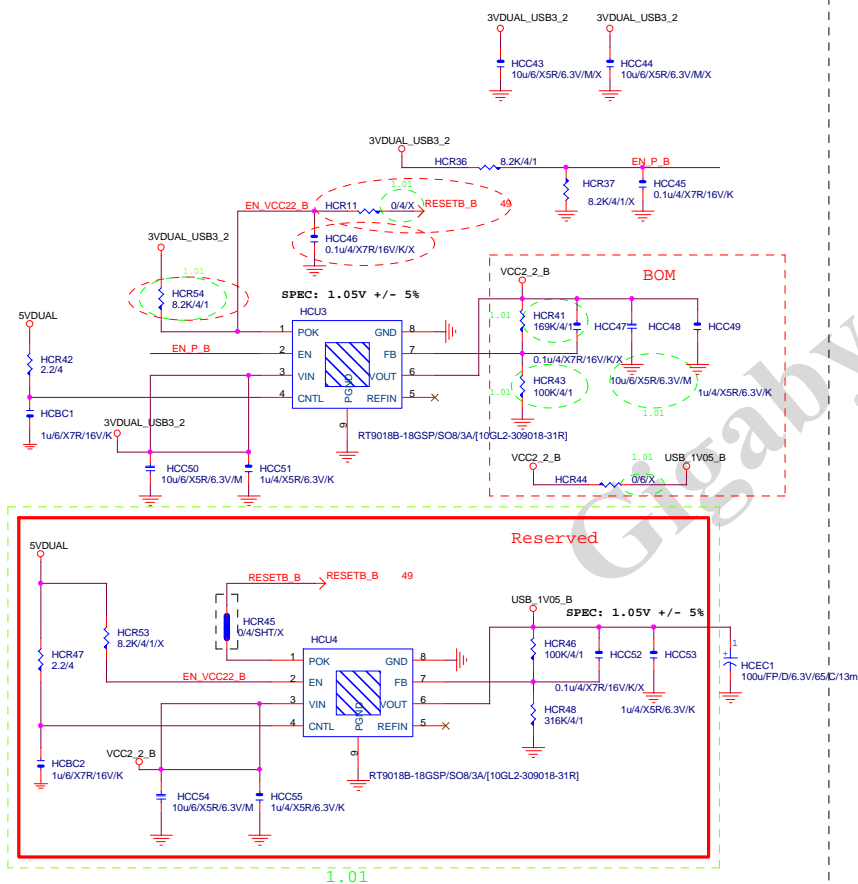 3VDUAL_USB3_2
3VDUAL_USB3_2
HCC43
10u/6/X5R/6.3V/M/X
HCC44
10u/6/X5R/6.3V/M/X
3VDUAL_USB3_2
HCR36
8.2K/4/1
EN_P_B
HCR37
8.2K/4/1/X
HCC45
0.1u/4/X7R/16V/K
1.01
EN_VCC22_B
HCR11
0/4/X
RESETB_B
49
HCC46
0.1u/4/X7R/16V/K/X
3VDUAL_USB3_2
1.01
HCR54
8.2K/4/1
SPEC: 1.05V +/- 5%
HCU3
5VDUAL
HCR42
2.2/4
HCBC1
1u/6/X7R/16V/K
EN_P_B
3VDUAL_USB3_2
1
POK
GND
8
2
EN
FB
7
3
VIN
VOUT
6
4
CNTL
REFIN
5
PGND
9
RT9018B-18GSP/SO8/3A/[10GL2-309018-31R]
HCC50
10u/6/X5R/6.3V/M
HCC51
1u/4/X5R/6.3V/K
BOM
VCC2_2_B
1.01
HCR41
169K/4/1
HCC47
HCC48
HCC49
0.1u/4/X7R/16V/K/X
1.01
HCR43
100K/4/1
10u/6/X5R/6.3V/M
1u/4/X5R/6.3V/K
1.01
VCC2_2_B
HCR44
1.01
0/6/X
USB_1V05_B
Gigaby
Reserved
5VDUAL
RESETB_B
RESETB_B
49
HCR53
8.2K/4/1/X
HCR45
0/4/SHT/X
HCR47
2.2/4
HCU4
EN_VCC22_B
1
POK
GND
8
2
EN
FB
7
3
VIN
VOUT
6
4
CNTL
REFIN
5
PGND
9
RT9018B-18GSP/SO8/3A/[10GL2-309018-31R]
USB_1V05_B
SPEC: 1.05V +/- 5%
HCR46
100K/4/1
HCC52
HCC53
0.1u/4/X7R/16V/K/X
1u/4/X5R/6.3V/K
HCR48
316K/4/1
1
+
HCEC1
100u/FP/D/6.3V/65/C/13m
HCBC2
1u/6/X7R/16V/K
VCC2_2_B
HCC54
10u/6/X5R/6.3V/M
HCC55
1u/4/X5R/6.3V/K
1.01